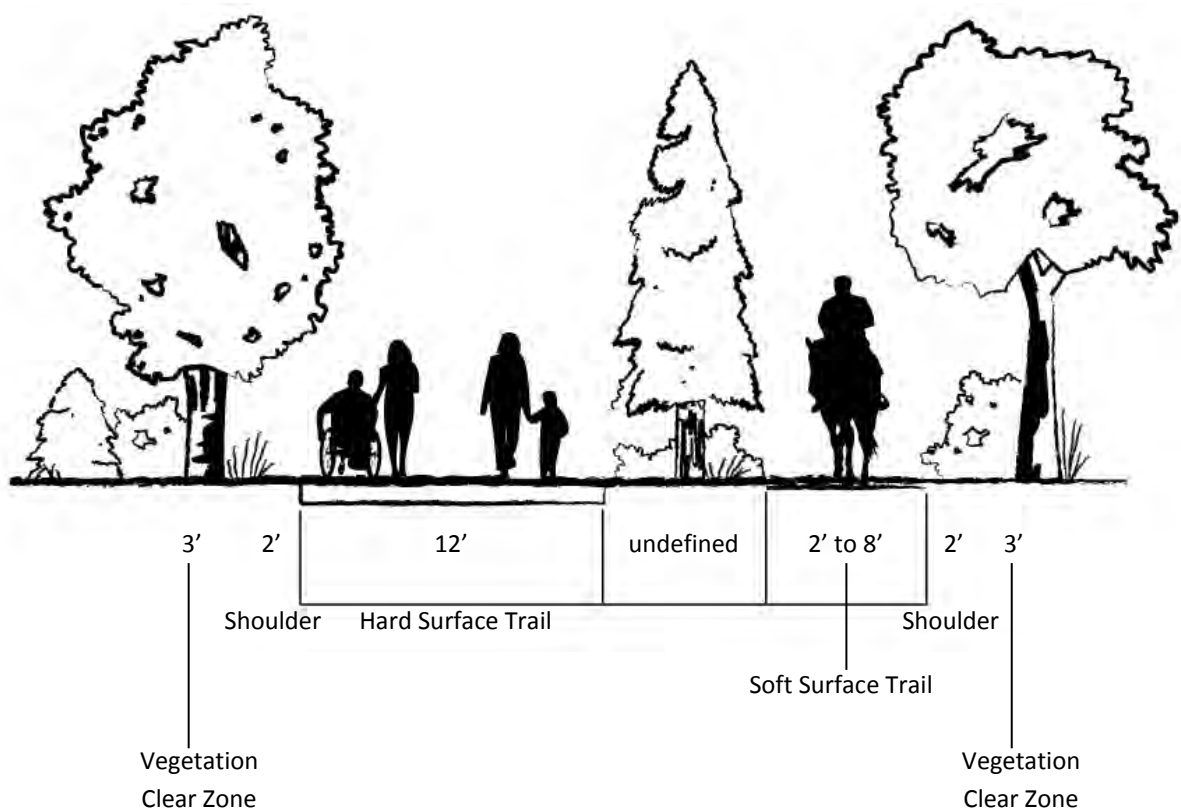 3’ 2’ 12’ undefined 2’ to 8’ 2’ 3’
Shoulder Hard Surface Trail Shoulder
Soft Surface Trail
Vegetation
Clear Zone
Vegetation
Clear Zone